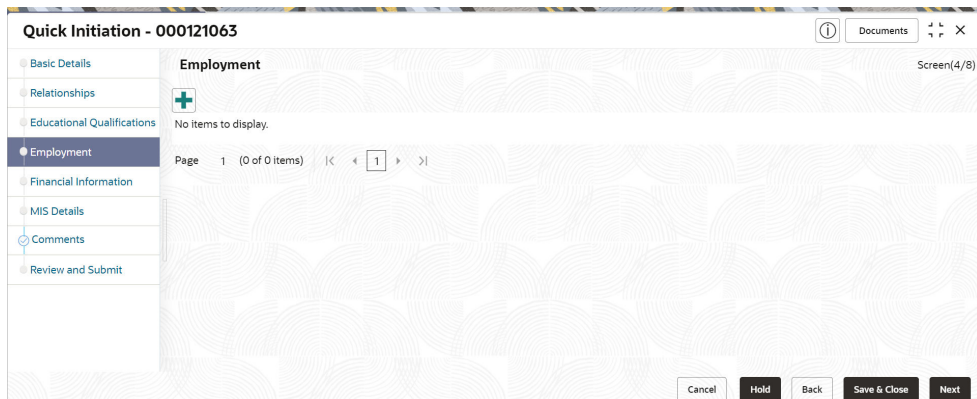 Quick Initiation - 000121063
Documents
Basic Details
Relationships
Educational Qualifications
Employment
Financial Information
MIS Details
Comments
Review and Submit
Employment
Screen(4/8)
No items to display.
Page 1 (0 of 0 items) 1
Cancel Hold Back Save & Close Next